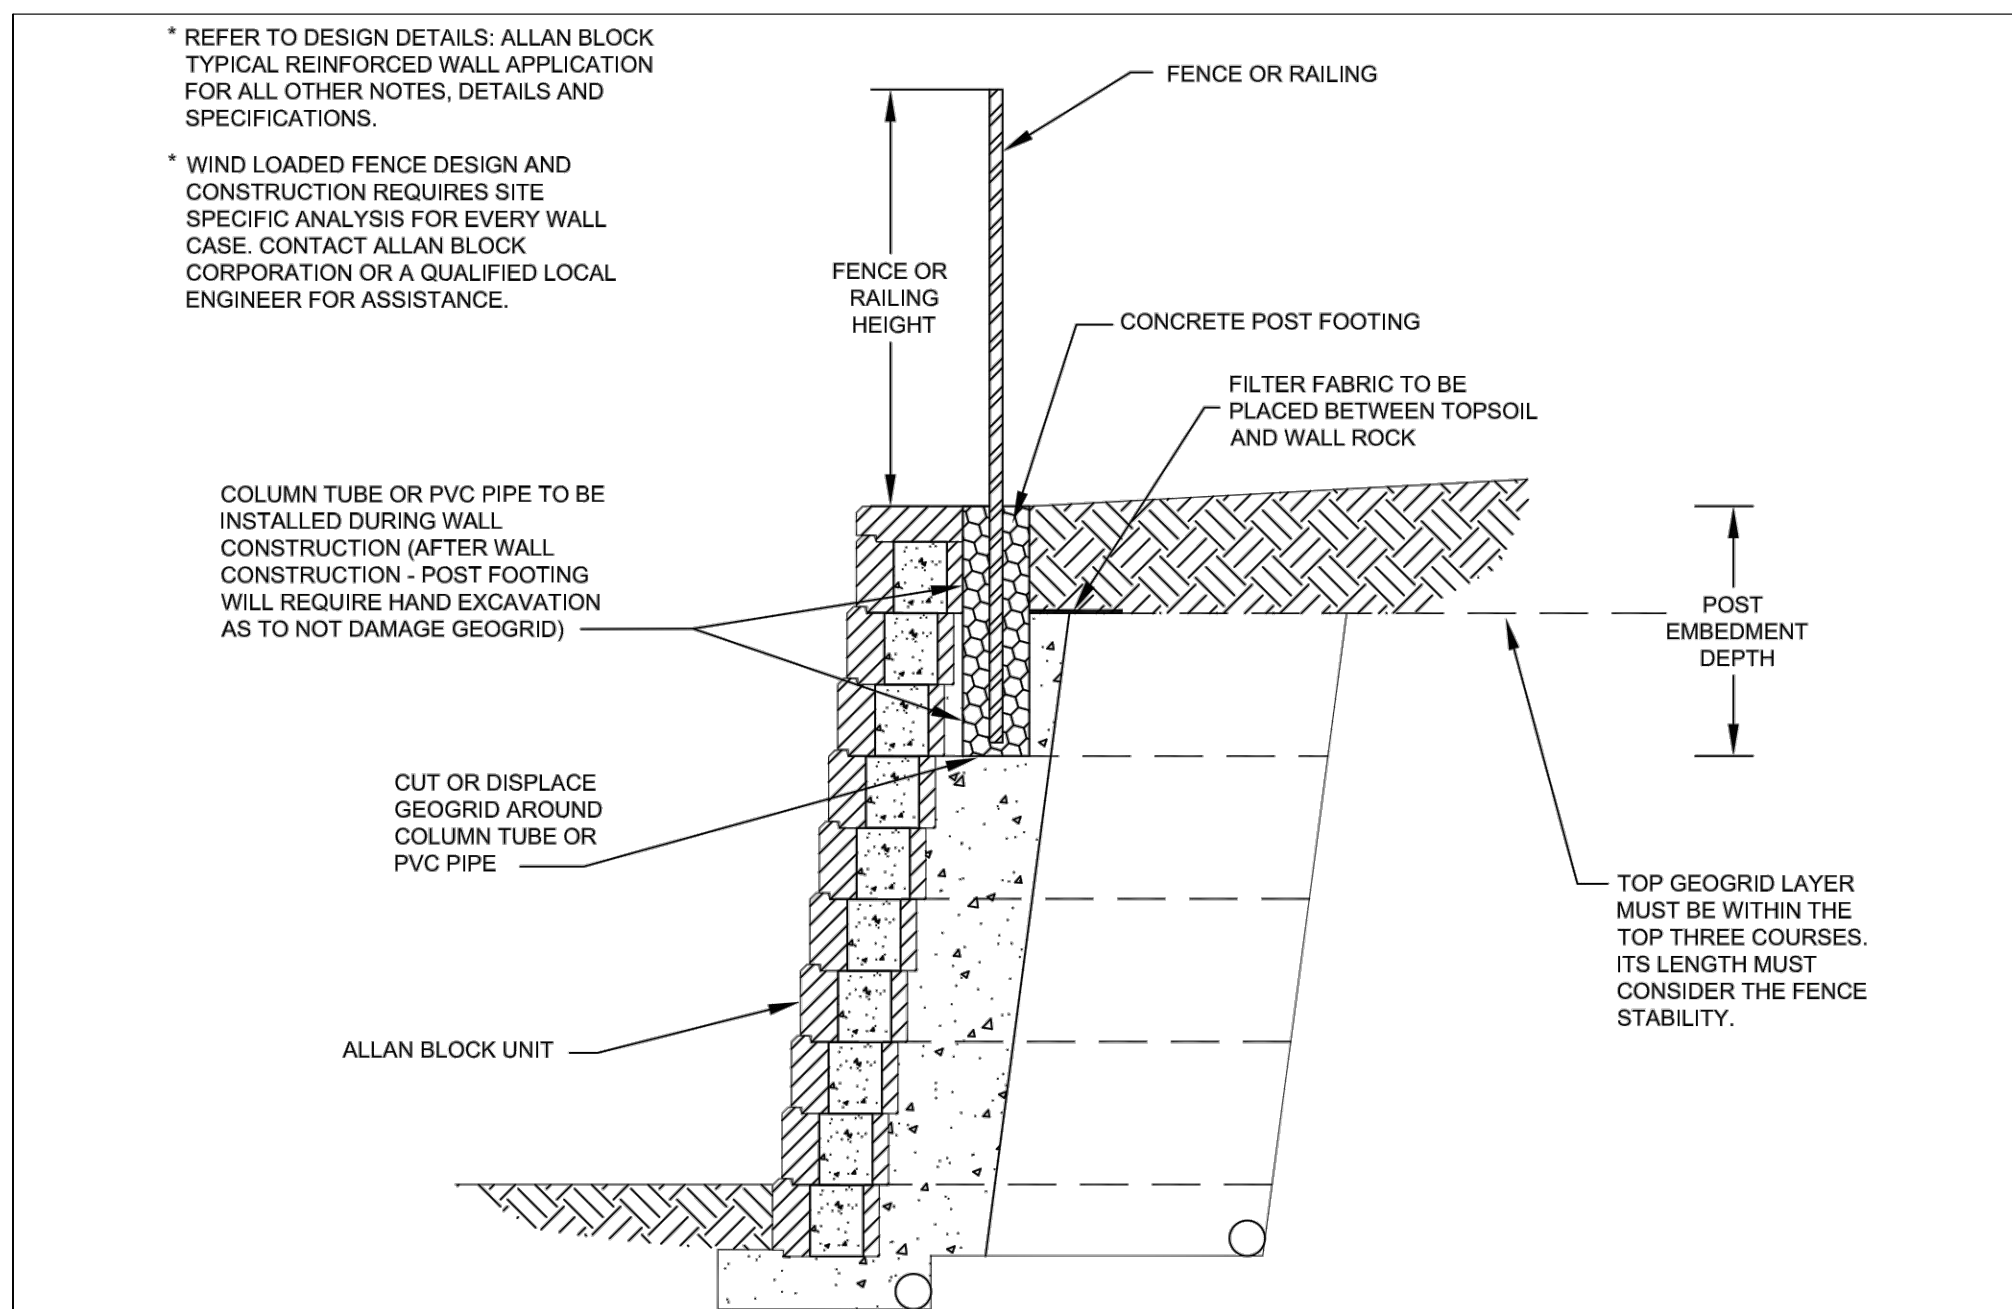 * REFER TO DESIGN DETAILS: ALLAN BLOCK
TYPICAL REINFORCED WALL APPLICATION
FOR ALL OTHER NOTES, DETAILS AND
SPECIFICATIONS.
* WIND LOADED FENCE DESIGN AND
CONSTRUCTION REQUIRES SITE
SPECIFIC ANALYSIS FOR EVERY WALL
CASE. CONTACT ALLAN BLOCK
CORPORATION OR A QUALIFIED LOCAL
ENGINEER FOR ASSISTANCE.
FENCE OR RAILING
FENCE OR
RAILING
HEIGHT
CONCRETE POST FOOTING
FILTER FABRIC TO BE
PLACED BETWEEN TOPSOIL
AND WALL ROCK
COLUMN TUBE OR PVC PIPE TO BE
INSTALLED DURING WALL
CONSTRUCTION (AFTER WALL
CONSTRUCTION - POST FOOTING
WILL REQUIRE HAND EXCAVATION
AS TO NOT DAMAGE GEOGRID)
POST
EMBEDMENT
DEPTH
CUT OR DISPLACE
GEOGRID AROUND
COLUMN TUBE OR
PVC PIPE
TOP GEOGRID LAYER
MUST BE WITHIN THE
TOP THREE COURSES.
ITS LENGTH MUST
CONSIDER THE FENCE
STABILITY.
ALLAN BLOCK UNIT